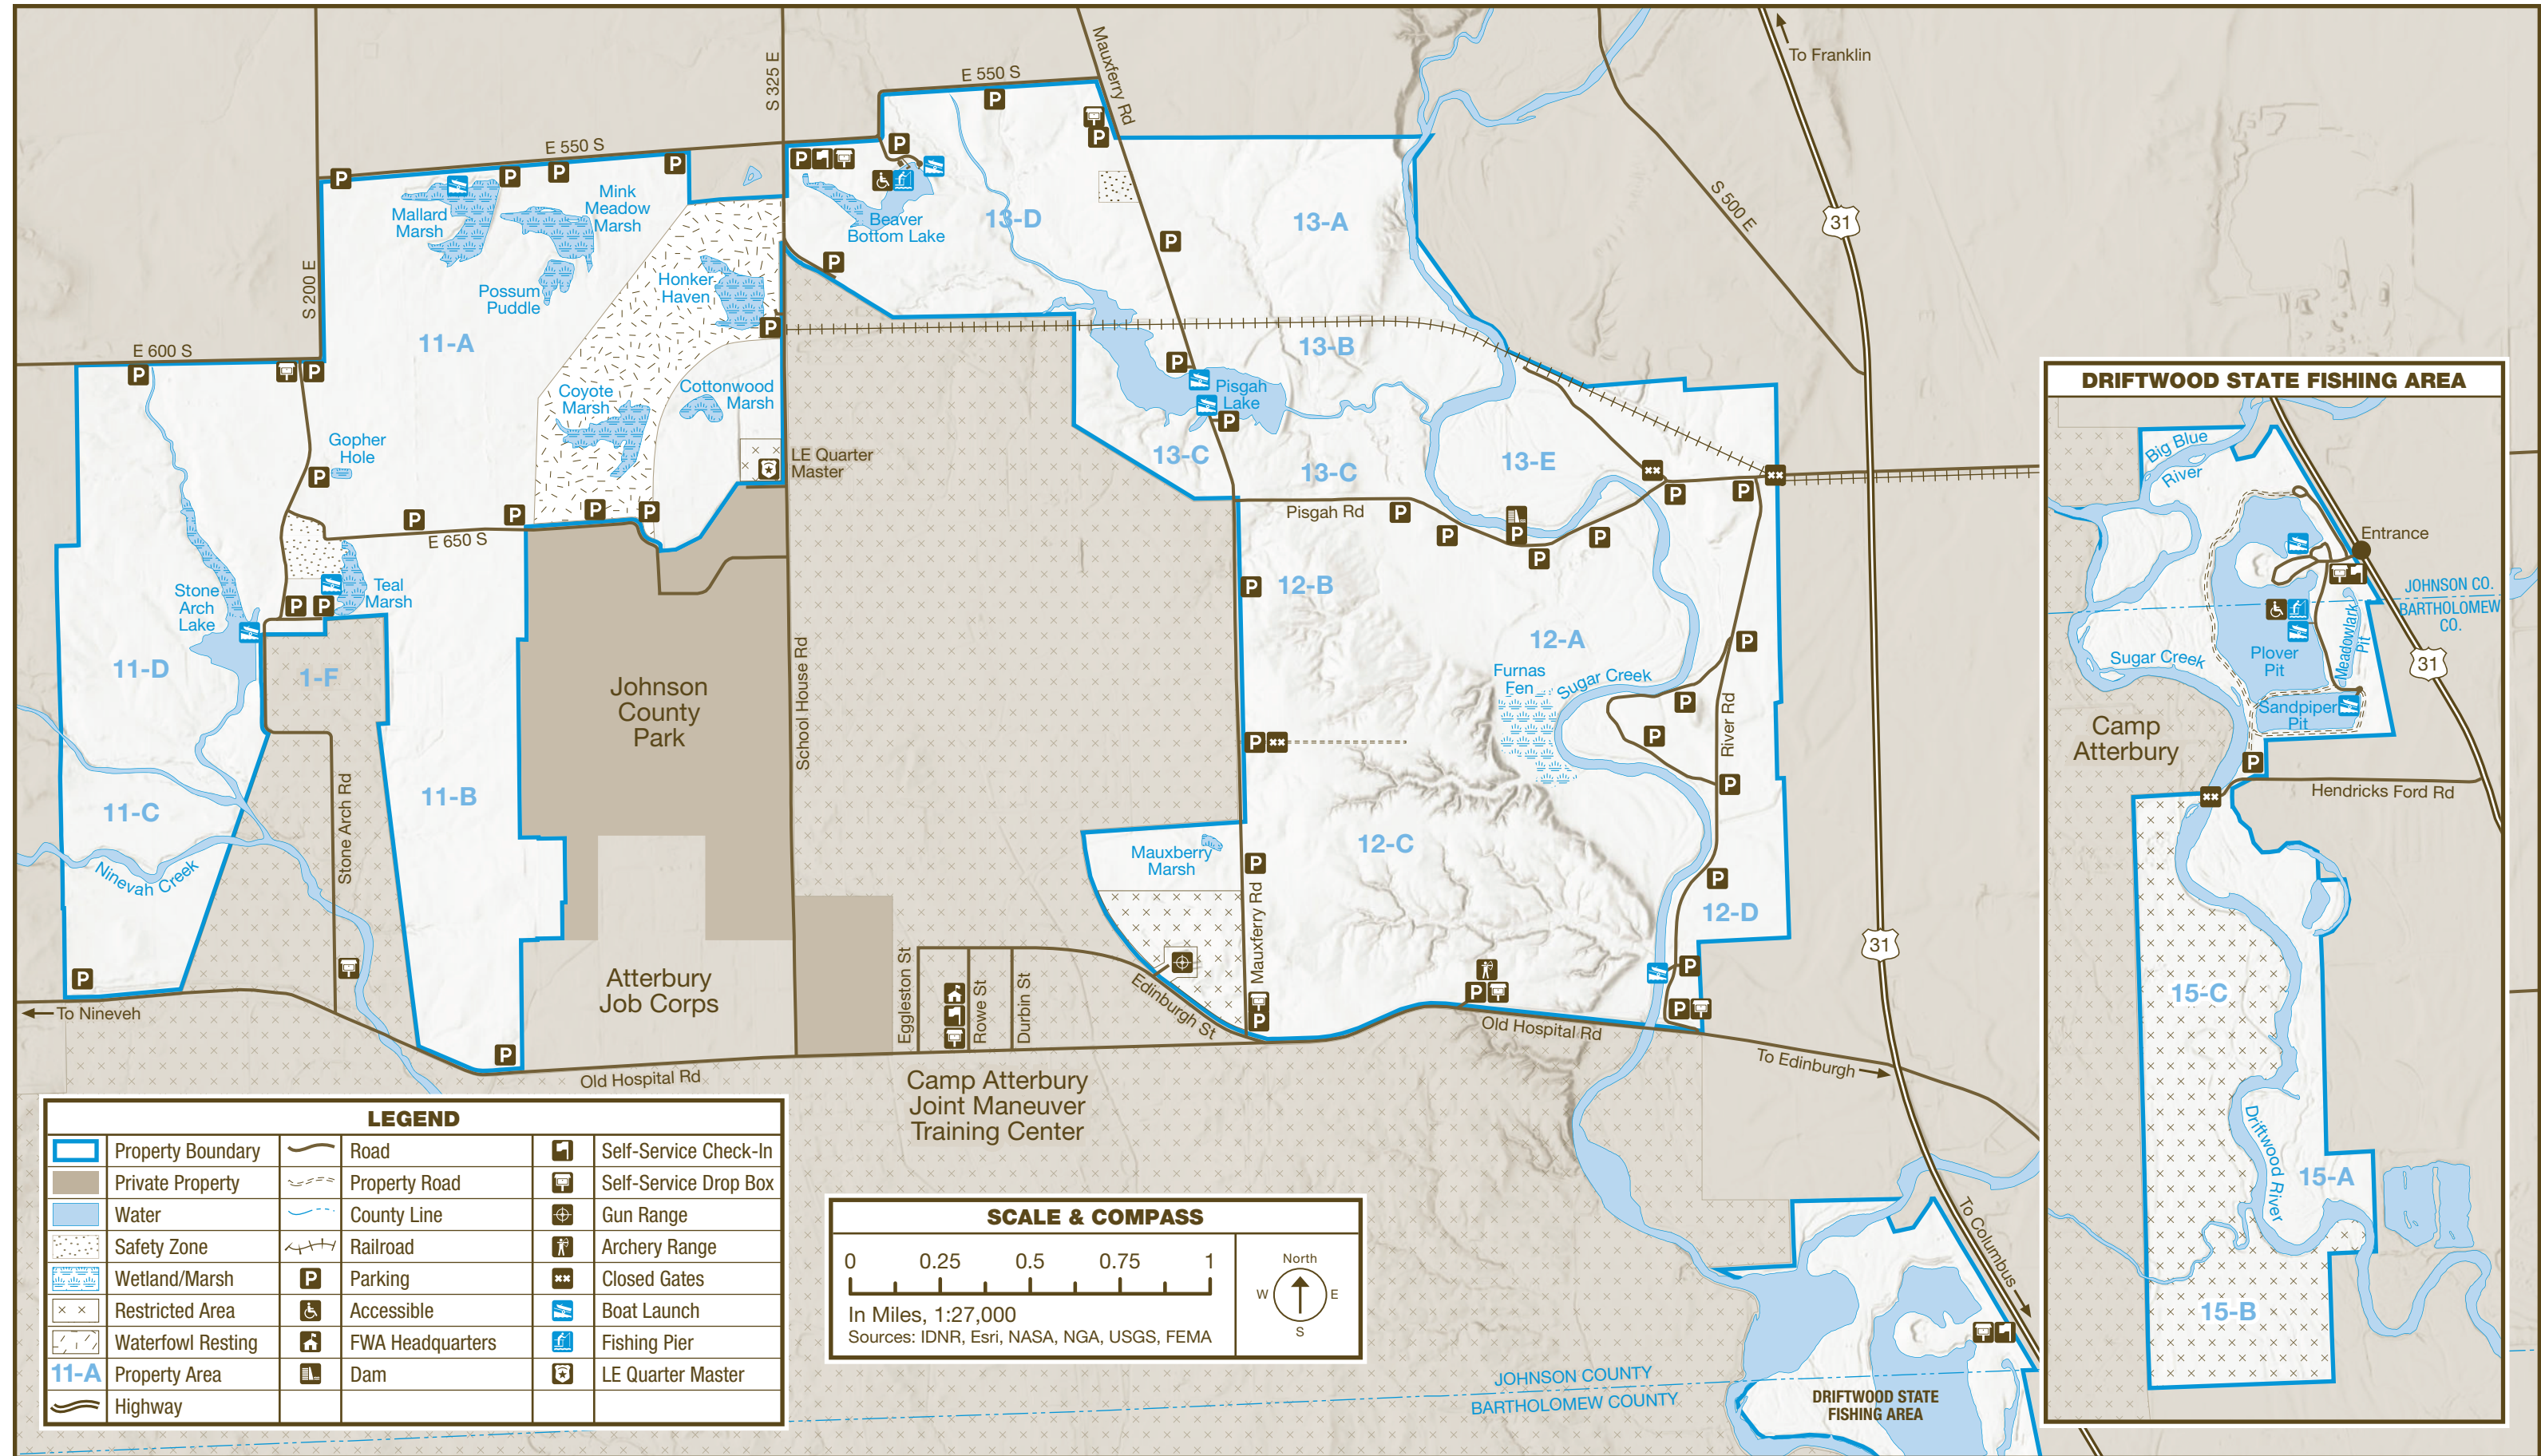 To Franklin
Mauxferry Rd
E 550 S
S 325 E
E 550 S
31
S 500 E
Mink
Meadow
Marsh
Mallard
Marsh
Beaver
Bottom Lake
13-D
13-A
S 200 E
Possum
Puddle
Honker
Haven
11-A
13-B
E 600 S
Coyote
Marsh
Cottonwood
Marsh
Pisgah
Lake
Gopher
Hole
LE Quarter
Master
13-C
13-C
13-E
Pisgah Rd
E 650 S
Stone
Arch
Lake
Teal
Marsh
12-B
12-A
11-D
1-F
Johnson
County
Park
School House Rd
Furnas
Fen
Sugar Creek
River Rd
11-B
11-C
Stone Arch Rd
Ninevah Creek
12-C
Mauxberry
Marsh
Mauxferry Rd
12-D
31
Atterbury
Job Corps
Eggleston St
Rowe St
Durbin St
Edinburgh St
To Nineveh
Old Hospital Rd
Old Hospital Rd
To Edinburgh
Camp Atterbury
Joint Maneuver
Training Center
To Columbus
JOHNSON COUNTY
BARTHOLOMEW COUNTY
DRIFTWOOD STATE
FISHING AREA
LEGEND
Property Boundary
Road
Self-Service Check-In
Private Property
Property Road
Self-Service Drop Box
Water
County Line
Gun Range
Safety Zone
Railroad
Archery Range
Wetland/Marsh
P
Parking
Closed Gates
Restricted Area
Accessible
Boat Launch
Waterfowl Resting
FWA Headquarters
Fishing Pier
11-A
Property Area
Dam
LE Quarter Master
Highway
SCALE & COMPASS
0 0.25 0.5 0.75 1
In Miles, 1:27,000
Sources: IDNR, Esri, NASA, NGA, USGS, FEMA
North
W E
S
DRIFTWOOD STATE FISHING AREA
Big Blue
River
Entrance
JOHNSON CO.
BARTHOLOMEW
CO.
Meadowlark
Pit
Sugar Creek
Plover
Pit
31
Sandpiper
Pit
Camp
Atterbury
Hendricks Ford Rd
15-C
Driftwood River
15-A
15-B